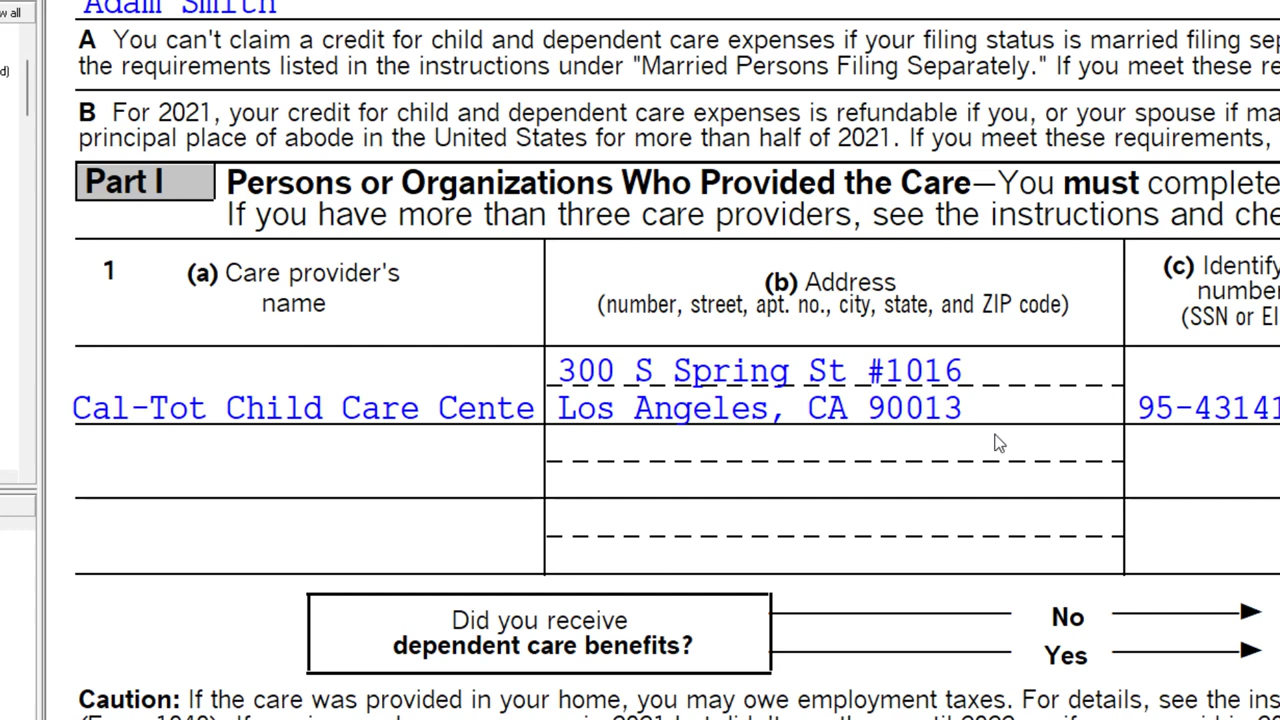 w all
d)
Adam Smith
A You can't claim a credit for child and dependent care expenses if your filing status is married filing
the requirements listed in the instructions under "Married Persons Filing Separately." If you meet these
B For 2021, your credit for child and dependent care expenses is refundable if you, or your spouse if
principal place of abode in the United States for more than half of 2021. If you meet these requirements,
Part I Persons or Organizations Who Provided the Care—You must complete
If you have more than three care providers, see the instructions and
1 (a) Care provider's name
(b) Address
(number, street, apt. no., city, state, and ZIP code)
(c) Identify
number
(SSN or EI
300 S Spring St #1016
Cal-Tot Child Care Cente Los Angeles, CA 90013 95-43141
Did you receive
dependent care benefits?
No
Yes
Caution: If the care was provided in your home, you may owe employment taxes. For details, see the ins